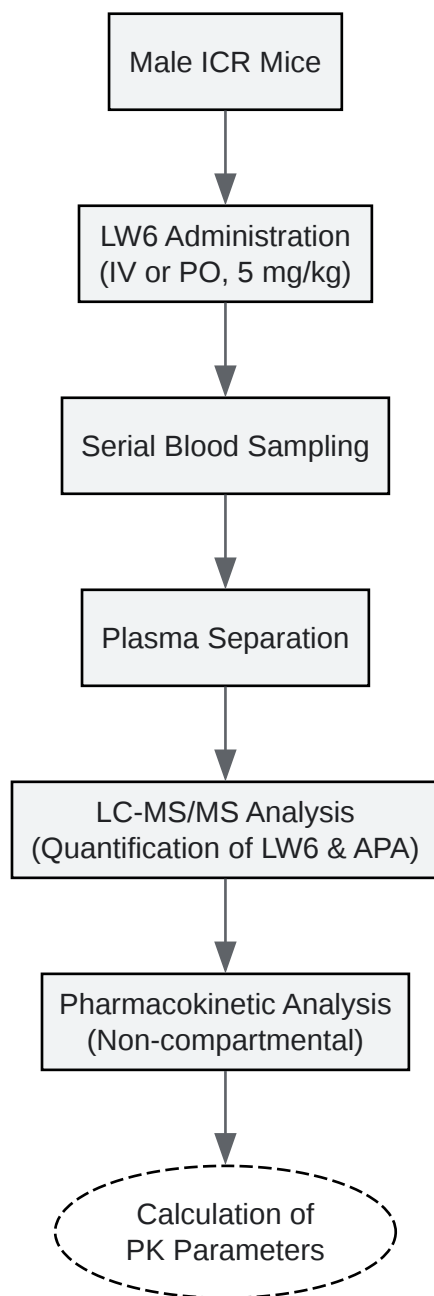 Male ICR Mice
LW6 Administration
(IV or PO, 5 mg/kg)
Serial Blood Sampling
Plasma Separation
LC-MS/MS Analysis
(Quantification of LW6 & APA)
Pharmacokinetic Analysis
(Non-compartmental)
Calculation of
PK Parameters